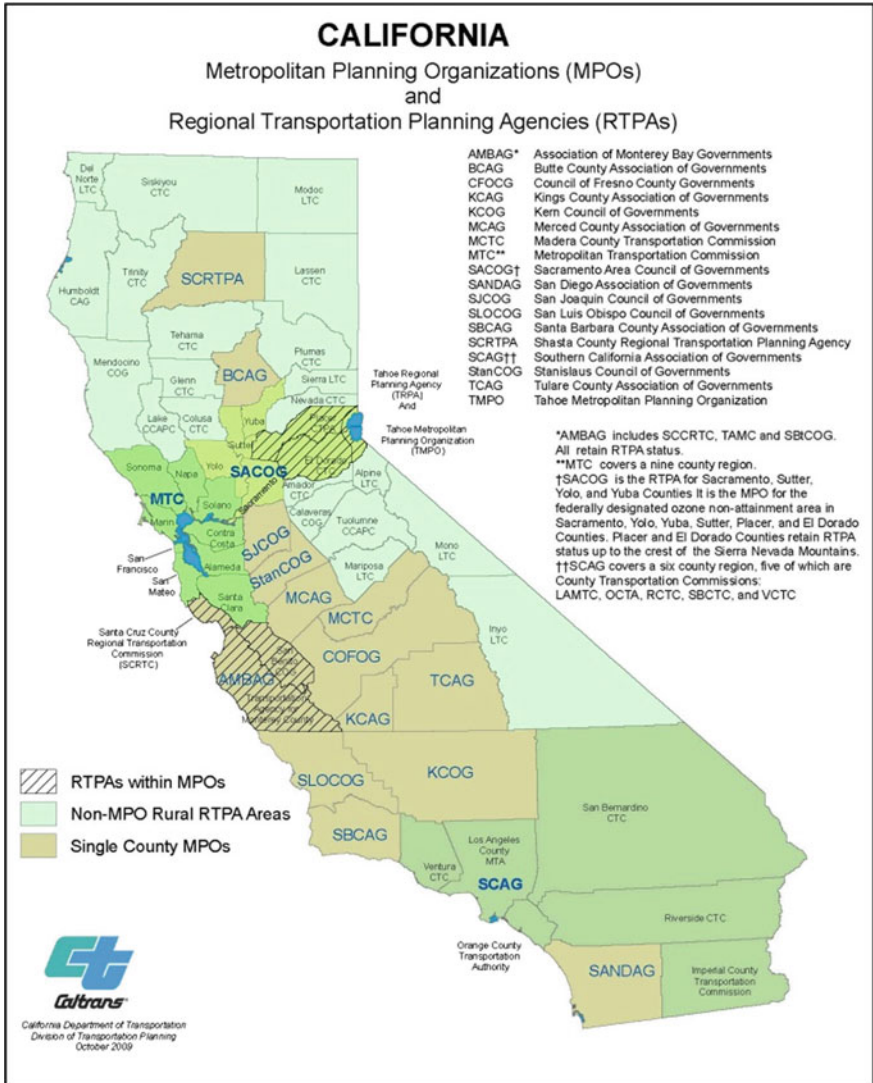 CALIFORNIA
Metropolitan Planning Organizations (MPOs)
and
Regional Transportation Planning Agencies (RTPAs)
AMBAG* Association of Monterey Bay Governments
BCAG Butte County Association of Governments
CFOCG Council of Fresno County Governments
KCAG Kings County Association of Governments
KCOG Kern Council of Governments
MCAG Merced County Association of Governments
MCTC Madera County Transportation Commission
MTC** Metropolitan Transportation Commission
SACOG† Sacramento Area Council of Governments
SANDAG San Diego Association of Governments
SJCOG San Joaquin Council of Governments
SLOCOG San Luis Obispo Council of Governments
SBCAG Santa Barbara County Association of Governments
SCRTPA Shasta County Regional Transportation Planning Agency
SCAG†† Southern California Association of Governments
StanCOG Stanislaus Council of Governments
TCAG Tulare County Association of Governments
TMPO Tahoe Metropolitan Planning Organization
*AMBAG includes SCCRTC, TAMC and SBtCOG.
All retain RTPA status.
**MTC covers a nine county region.
†SACOG is the RTPA for Sacramento, Sutter,
Yolo, and Yuba Counties It is the MPO for the
federally designated ozone non-attainment area in
Sacramento, Yolo, Yuba, Sutter, Placer, and El Dorado
Counties. Placer and El Dorado Counties retain RTPA
status up to the crest of the Sierra Nevada Mountains.
††SCAG covers a six county region, five of which are
County Transportation Commissions:
LAMTC, OCTA, RCTC, SBCTC, and VCTC
Del
Norte
LTC
Siskiyou
CTC
Modoc
LTC
Humboldt
CAG
Trinity
CTC
SCRTPA
Lassen
CTC
Tehama
CTC
Plumas
CTC
Mendocino
COG
Glenn
CTC
BCAG
Sierra LTC
Nevada CTC
Lake
CCAPC
Colusa
CTC
Yuba
Sutter
Placer
CTPA
El Dorado
CTC
Tahoe Regional
Planning Agency
(TRPA)
And
Tahoe Metropolitan
Planning Organization
(TMPO)
Sonoma
Napa
Yolo
SACOG
Sacramento
MTC
Solano
Marin
Contra
Costa
Alameda
Santa
Clara
San
Francisco
San
Mateo
Amador
CTC
Alpine
LTC
Calaveras
COG
Tuolumne
CCAPC
Mono
LTC
Mariposa
LTC
SJCOG
StanCOG
MCAG
MCTC
Inyo
LTC
Santa Cruz County
Regional Transportation
Commission
(SCRTC)
San
Benito
COG
AMBAG
Transportation
Agency for
Monterey County
COFOG
TCAG
KCAG
SLOCOG
KCOG
SBCAG
San Bernardino
CTC
Ventura
CTC
Los Angeles
County
MTA
SCAG
Riverside CTC
Orange County
Transportation
Authority
SANDAG
Imperial County
Transportation
Commission
RTPAs within MPOs
Non-MPO Rural RTPA Areas
Single County MPOs
ct
Caltrans
California Department of Transportation
Division of Transportation Planning
October 2009